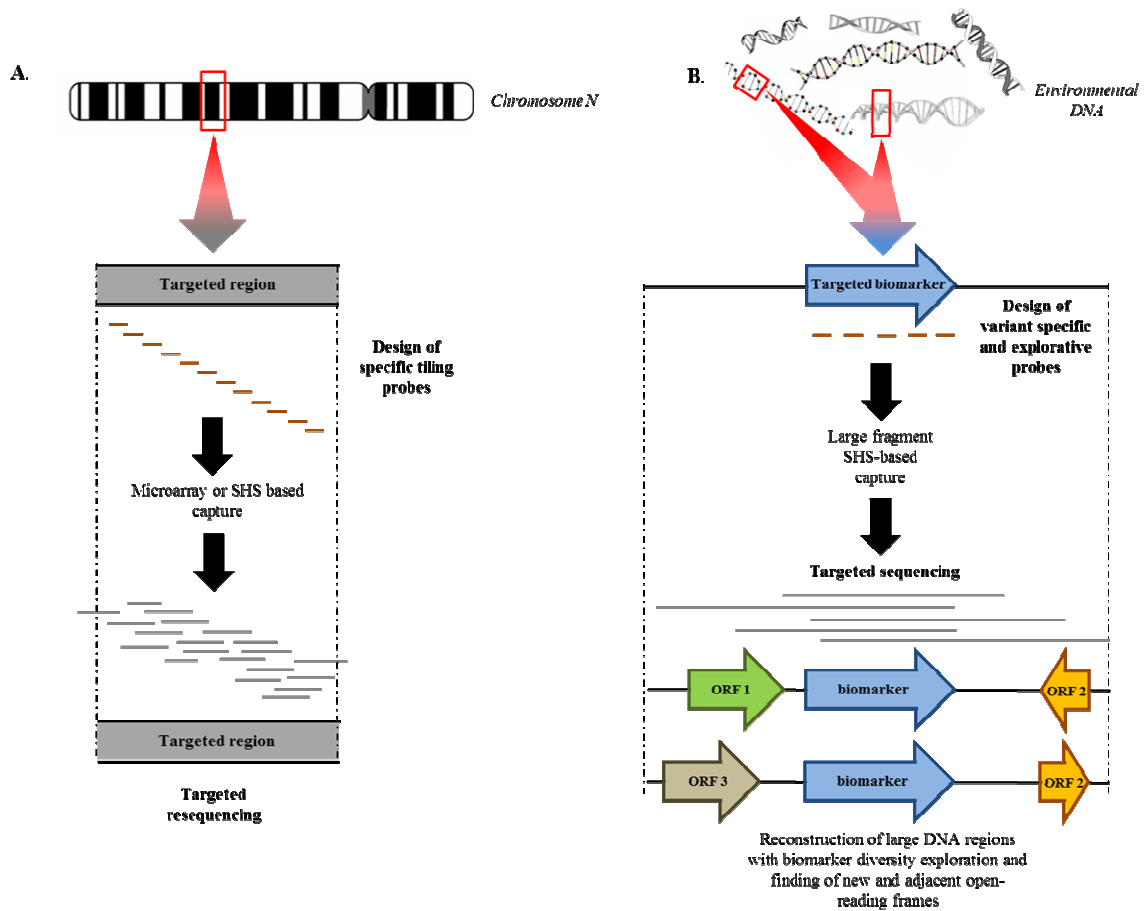 A.
Chromosome N
Targeted region
Design of
specific tiling
probes
Microarray or SHS based
capture
Targeted region
Targeted
resequencing
B.
Environmental
DNA
Targeted biomarker
Design of
variant specific
and explorative
probes
Large fragment
SHS-based
capture
Targeted sequencing
ORF 1
biomarker
ORF 2
ORF 3
biomarker
ORF 2
Reconstruction of large DNA regions
with biomarker diversity exploration and
finding of new and adjacent open-
reading frames